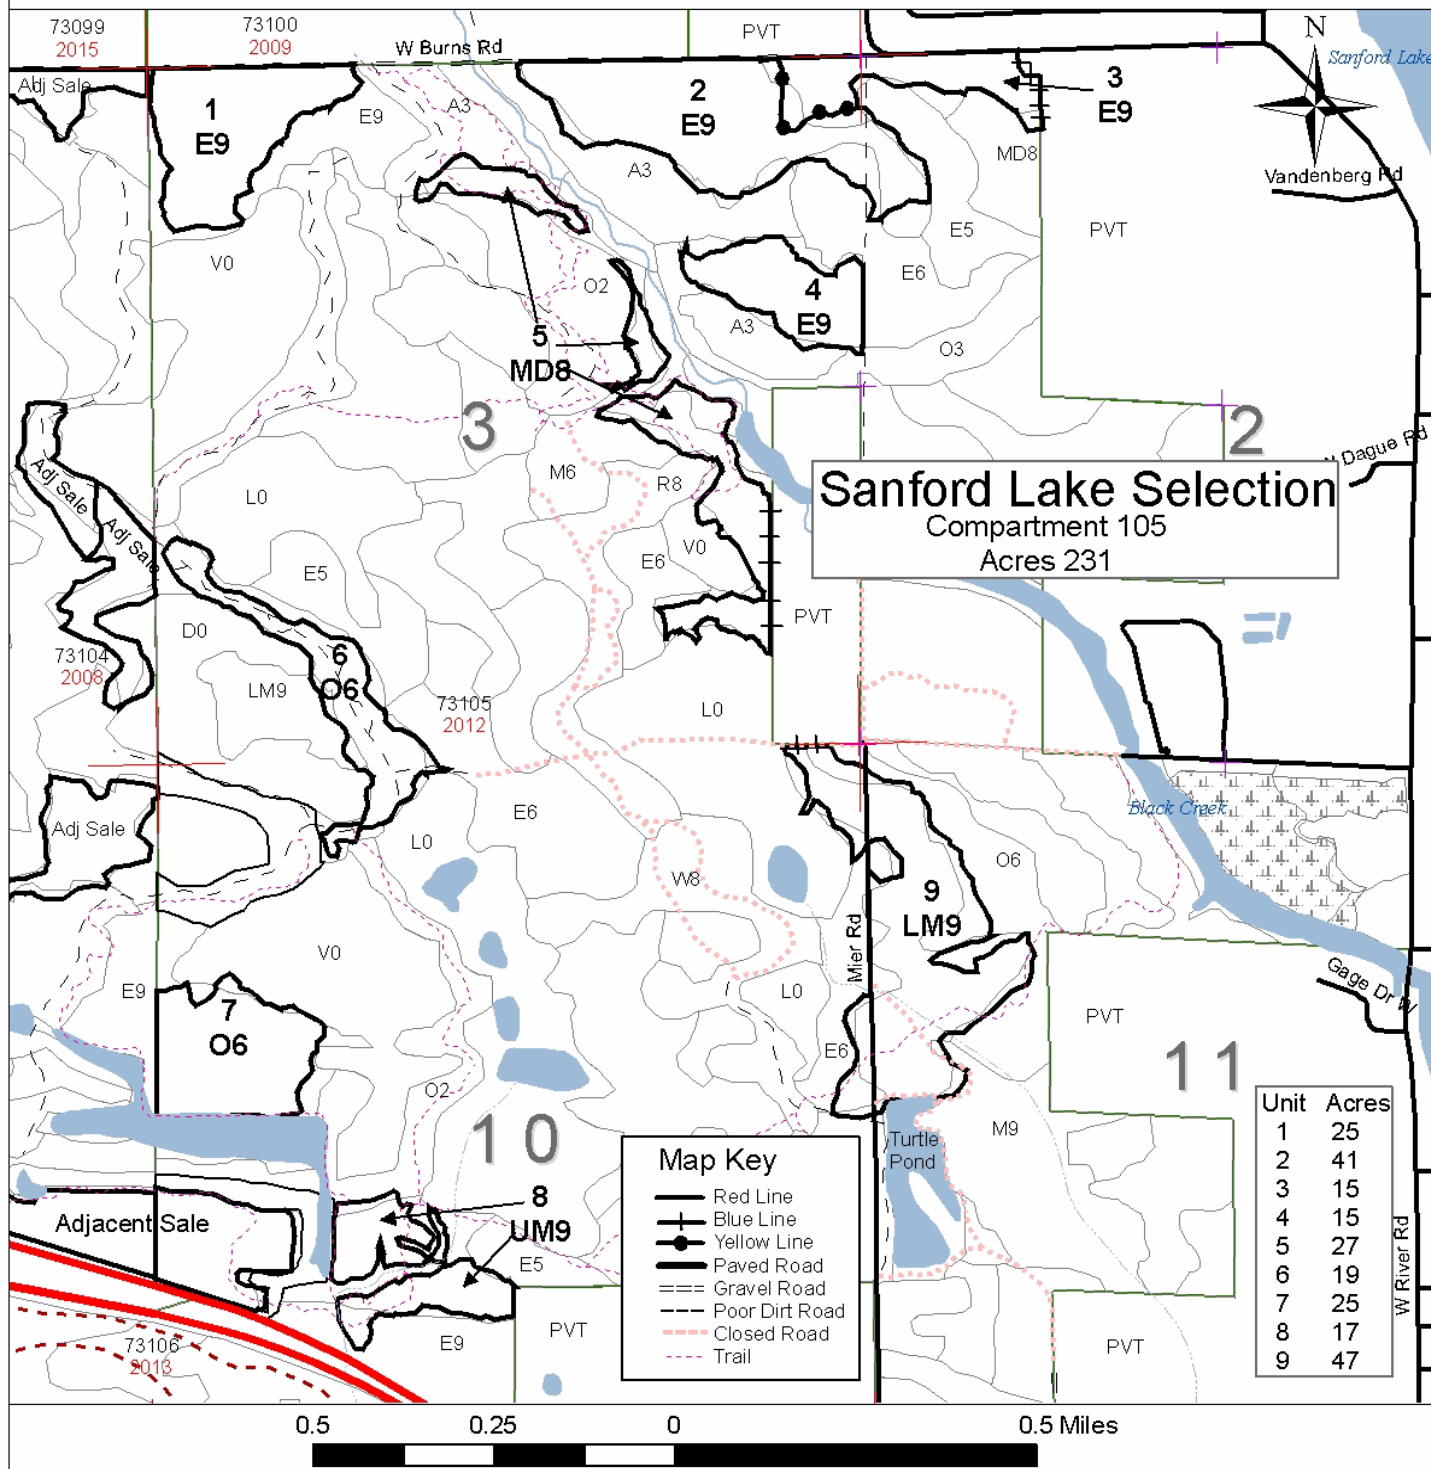 73099
2015
73100
2009
W Burns Rd
PVT
N
Sanford Lake
Adj Sale
1
E9
E9
A3
2
E9
3
E9
A3
MD8
Vandenberg Rd
V0
E5
PVT
O2
E6
4
E9
A3
5
MD8
O3
3
2
N Dague Rd
Adj Sale
Adj Sale
L0
M6
R8
Sanford Lake Selection
Compartment 105
Acres 231
E5
E6
V0
D0
PVT
73104
2008
6
O6
LM9
73105
2012
L0
Adj Sale
L0
E6
Black Creek
W8
O6
9
LM9
Mier Rd
V0
E9
L0
Gage Dr W
7
O6
PVT
E6
11
O2
10
Turtle
Pond
M9
Map Key
Red Line
Blue Line
Yellow Line
Paved Road
Gravel Road
Poor Dirt Road
Closed Road
Trail
Unit Acres
1 25
2 41
3 15
4 15
5 27
6 19
7 25
8 17
9 47
W River Rd
Adjacent Sale
8
UM9
E5
E9
PVT
PVT
73106
2013
0.5 0.25 0 0.5 Miles